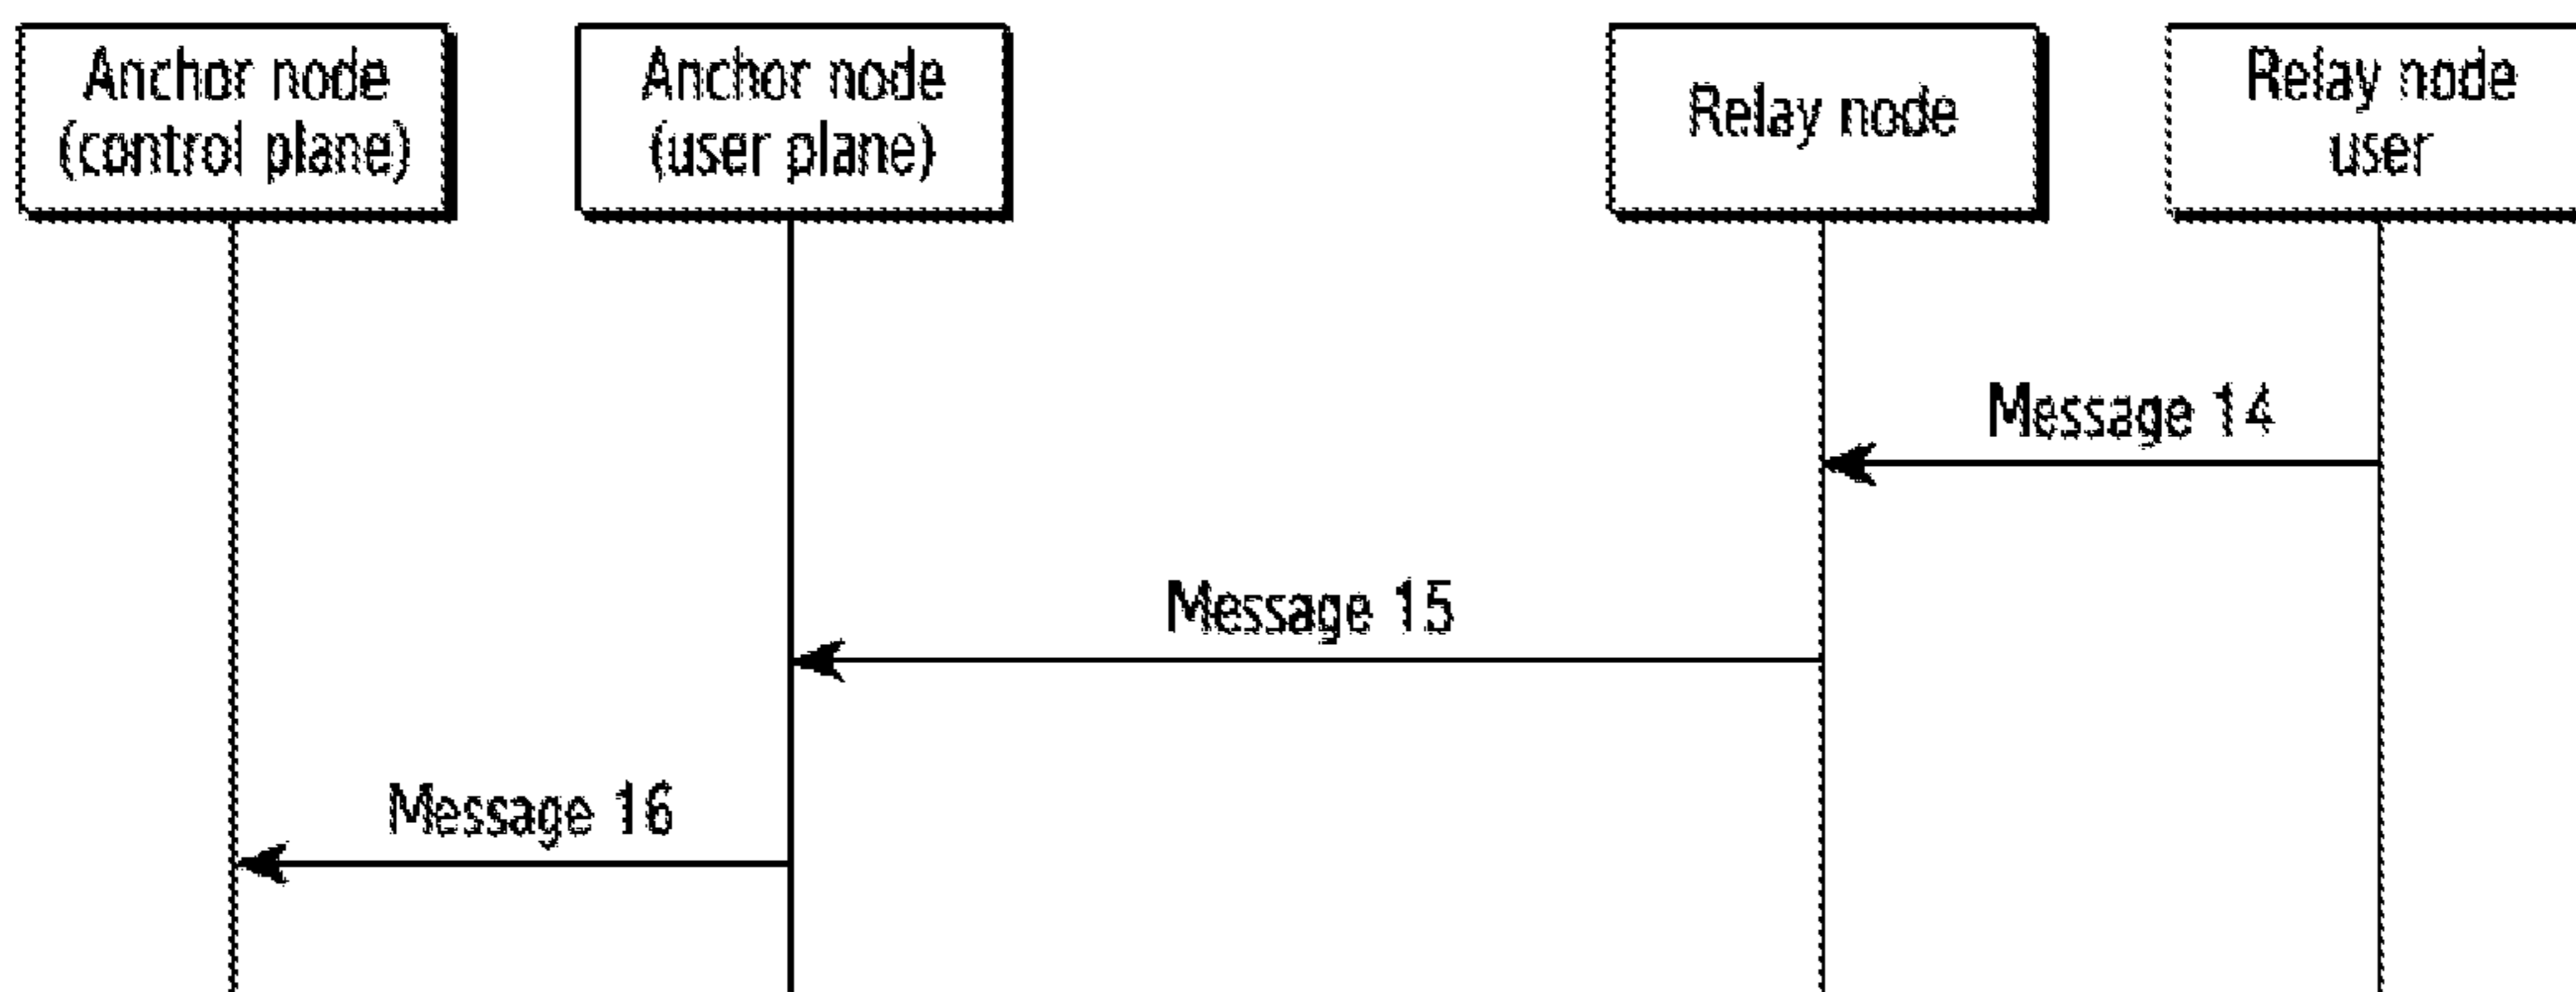 Anchor node
(control plane)
Anchor node
(user plane)
Relay node
Relay node
user
Message 14
Message 15
Message 16